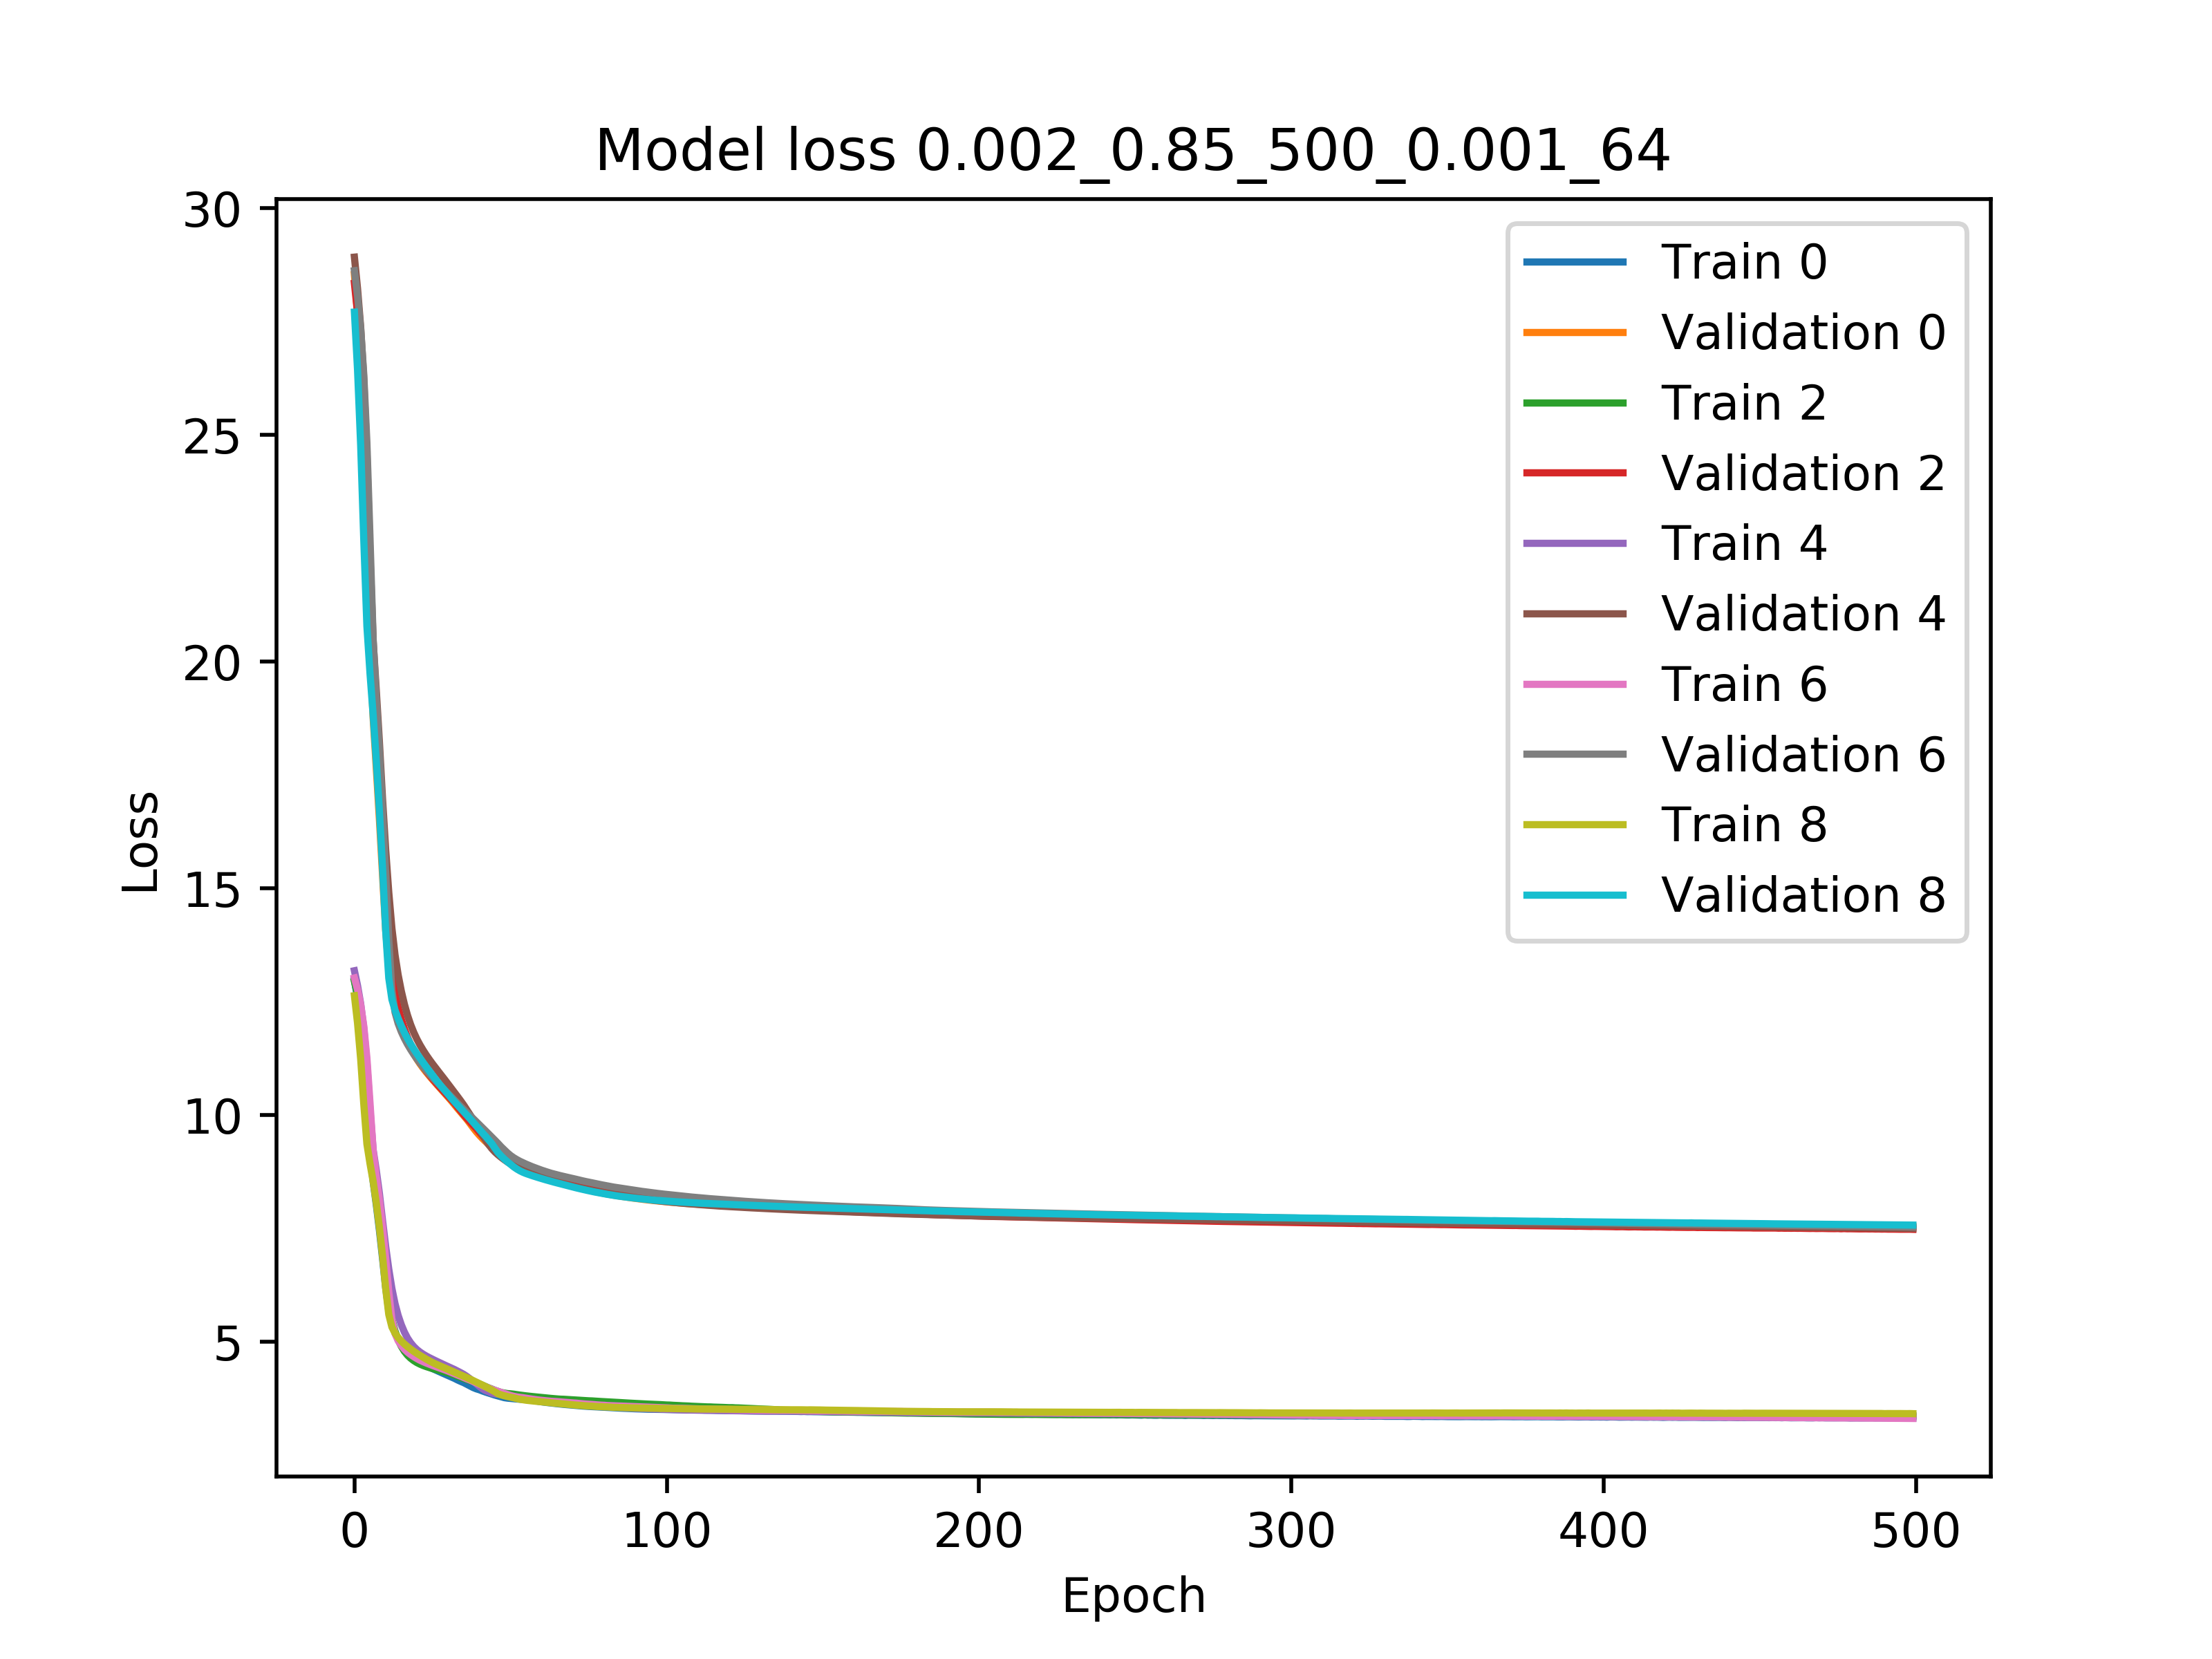 Model loss 0.002_0.85_500_0.001_64
30
25
20
15
10
5
Loss
Train 0
Validation 0
Train 2
Validation 2
Train 4
Validation 4
Train 6
Validation 6
Train 8
Validation 8
0 100 200 300 400 500
Epoch